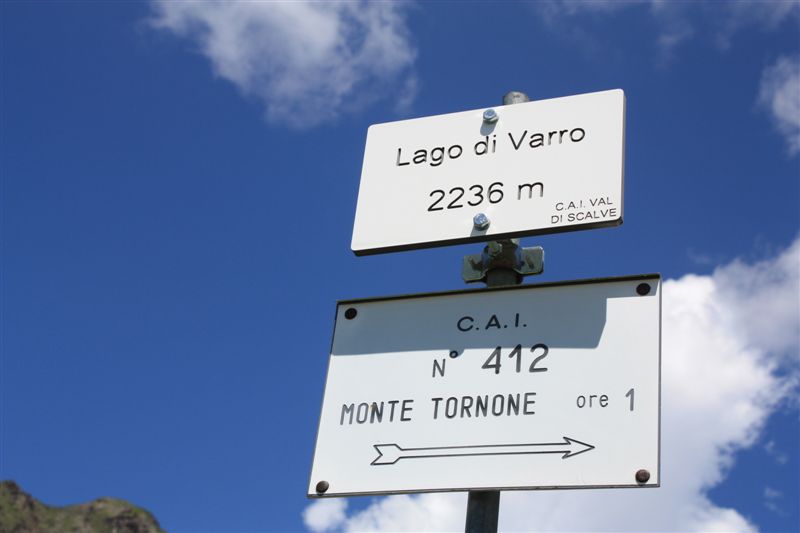 Lago di Varro
2236 m
C.A.I. VAL
DI SCALVE
C.A.I.
N° 412
MONTE TORNONE ore 1